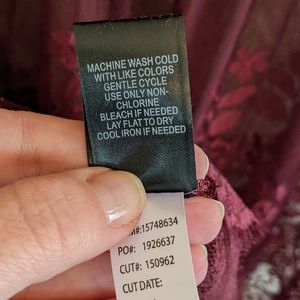 MACHINE WASH COLD
WITH LIKE COLORS
GENTLE CYCLE
USE ONLY NON-
CHLORINE
BLEACH IF NEEDED
LAY FLAT TO DRY
COOL IRON IF NEEDED
M#:15748634
PO#: 1926637
CUT#: 150962
CUT DATE: